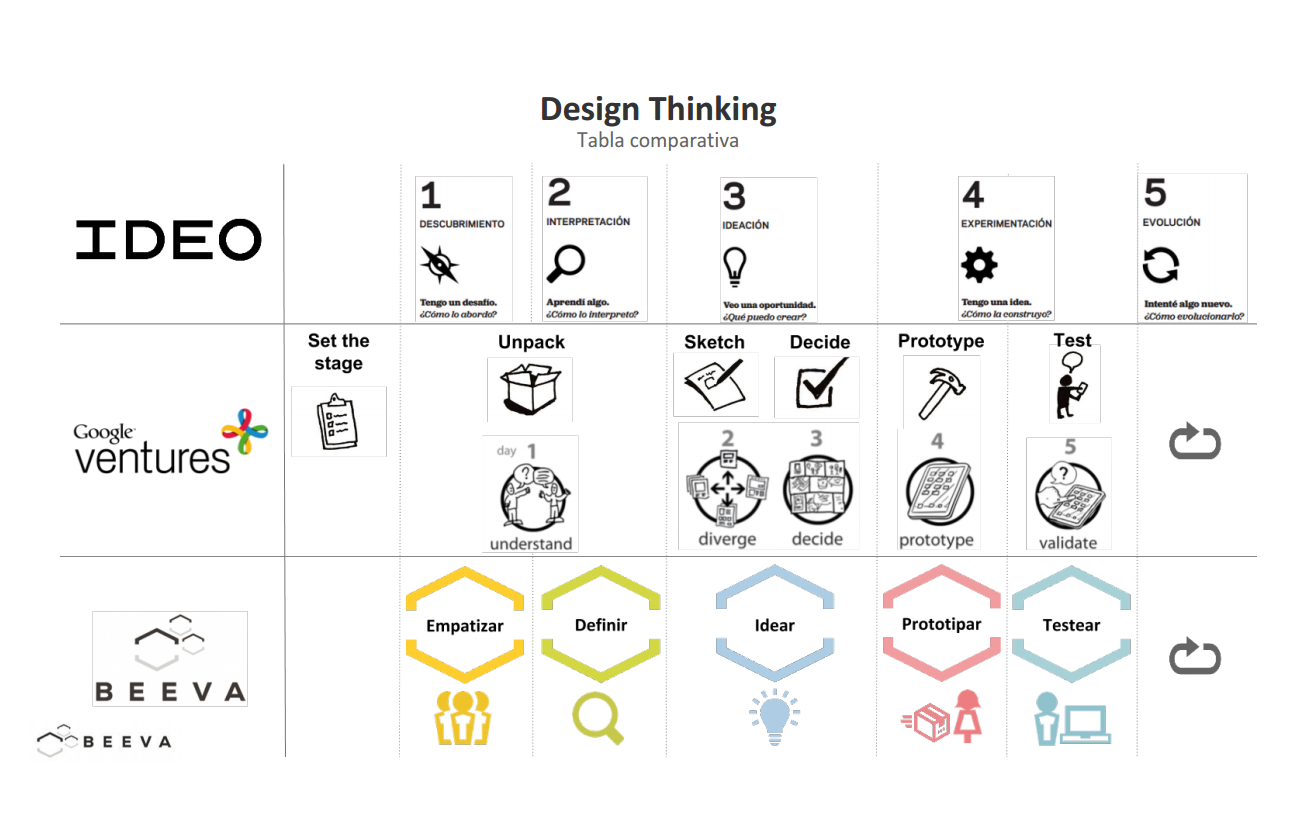 Design Thinking
Tabla comparativa
IDEO
1
DESCUBRIMIENTO
Tengo un desafío.
¿Cómo lo abordo?
2
INTERPRETACIÓN
Aprendí algo.
¿Cómo lo interpreto?
3
IDEACIÓN
Veo una oportunidad.
¿Qué puedo crear?
4
EXPERIMENTACIÓN
Tengo una idea.
¿Cómo la construyo?
5
EVOLUCIÓN
Intenté algo nuevo.
¿Cómo evolucionarlo?
Google
ventures
Set the
stage
Unpack
day 1
understand
Sketch
2
diverge
Decide
3
decide
Prototype
4
prototype
Test
5
validate
BEEVA
Empatizar
Definir
Idear
Prototipar
Testear
BEEVA